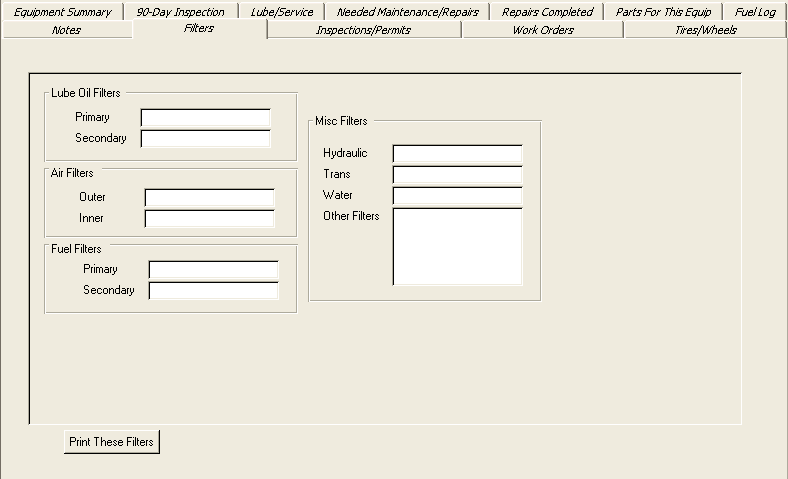 Equipment Summary 90-Day Inspection Lube/Service Needed Maintenance/Repairs Repairs Completed Parts For This Equip Fuel Log
Notes Filters Inspections/Permits Work Orders Tires/Wheels
Lube Oil Filters
Primary
Secondary
Air Filters
Outer
Inner
Fuel Filters
Primary
Secondary
Misc Filters
Hydraulic
Trans
Water
Other Filters
Print These Filters